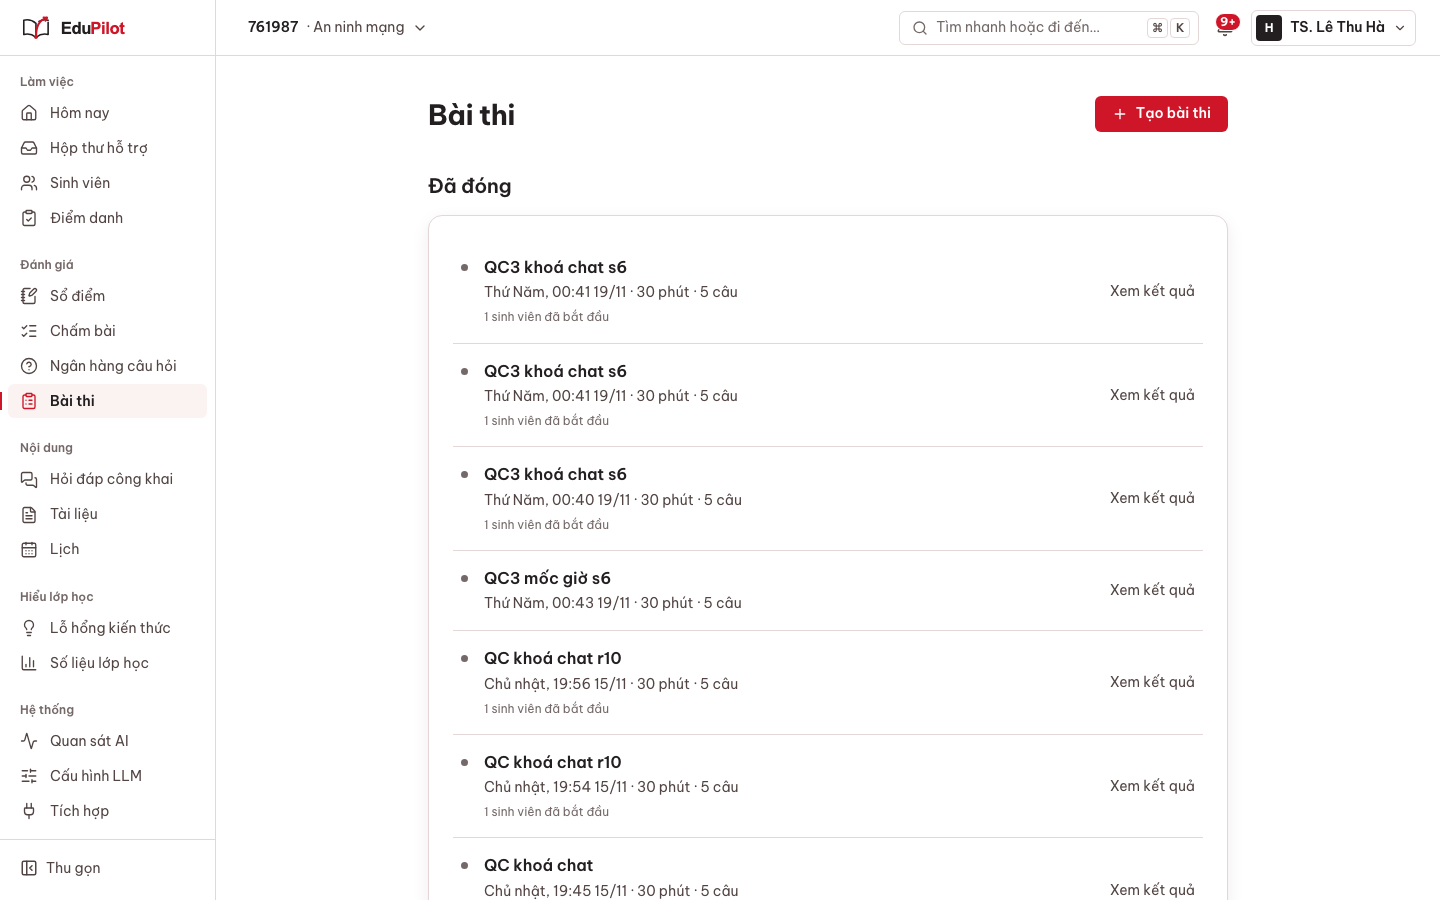 EduPilot
761987 · An ninh mạng
Tìm nhanh hoặc đi đến...
⌘ K
9+
H
TS. Lê Thu Hà
Làm việc
Hôm nay
Hộp thư hỗ trợ
Sinh viên
Điểm danh
Đánh giá
Sổ điểm
Chấm bài
Ngân hàng câu hỏi
Bài thi
Nội dung
Hỏi đáp công khai
Tài liệu
Lịch
Hiểu lớp học
Lỗ hổng kiến thức
Số liệu lớp học
Hệ thống
Quan sát AI
Cấu hình LLM
Tích hợp
Thu gọn
Bài thi
Tạo bài thi
Đã đóng
QC3 khoá chat s6
Thứ Năm, 00:41 19/11 · 30 phút · 5 câu
1 sinh viên đã bắt đầu
Xem kết quả
QC3 khoá chat s6
Thứ Năm, 00:41 19/11 · 30 phút · 5 câu
1 sinh viên đã bắt đầu
Xem kết quả
QC3 khoá chat s6
Thứ Năm, 00:40 19/11 · 30 phút · 5 câu
1 sinh viên đã bắt đầu
Xem kết quả
QC3 mốc giờ s6
Thứ Năm, 00:43 19/11 · 30 phút · 5 câu
Xem kết quả
QC khoá chat r10
Chủ nhật, 19:56 15/11 · 30 phút · 5 câu
1 sinh viên đã bắt đầu
Xem kết quả
QC khoá chat r10
Chủ nhật, 19:54 15/11 · 30 phút · 5 câu
1 sinh viên đã bắt đầu
Xem kết quả
QC khoá chat
Chủ nhật, 19:45 15/11 · 30 phút · 5 câu
Xem kết quả